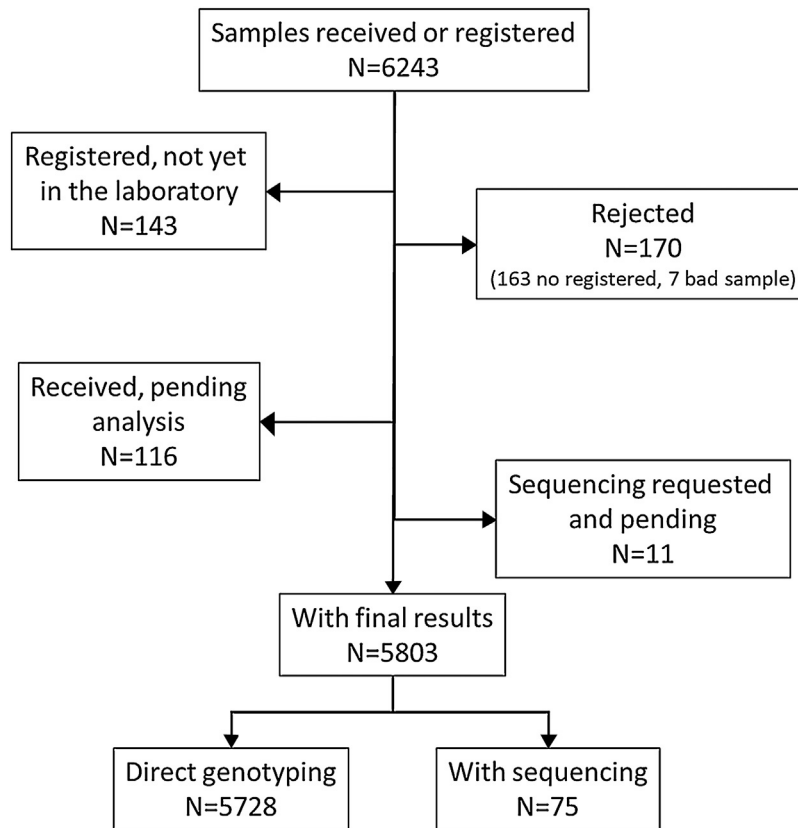 Samples received or registered
N=6243
Registered, not yet
in the laboratory
N=143
Rejected
N=170
(163 no registered, 7 bad sample)
Received, pending
analysis
N=116
Sequencing requested
and pending
N=11
With final results
N=5803
Direct genotyping
N=5728
With sequencing
N=75